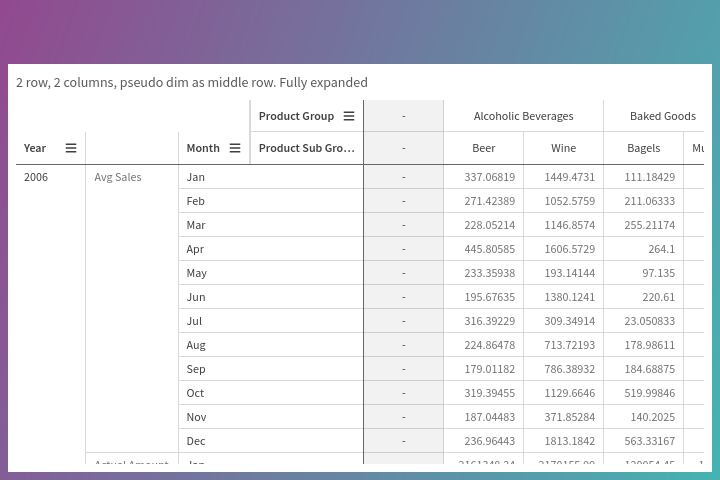 2 row, 2 columns, pseudo dim as middle row. Fully expanded
Product Group - Alcoholic Beverages Baked Goods
Year Month Product Sub Gro... - Beer Wine Bagels
2006 Avg Sales Jan - 337.06819 1449.4731 111.18429
Feb - 271.42389 1052.5759 211.06333
Mar - 228.05214 1146.8574 255.21174
Apr - 445.80585 1606.5729 264.1
May - 233.35938 193.14144 97.135
Jun - 195.67635 1380.1241 220.61
Jul - 316.39229 309.34914 23.050833
Aug - 224.86478 713.72193 178.98611
Sep - 179.01182 786.38932 184.68875
Oct - 319.39455 1129.6646 519.99846
Nov - 187.04483 371.85284 140.2025
Dec - 236.96443 1813.1842 563.33167
Actual Amount Jan